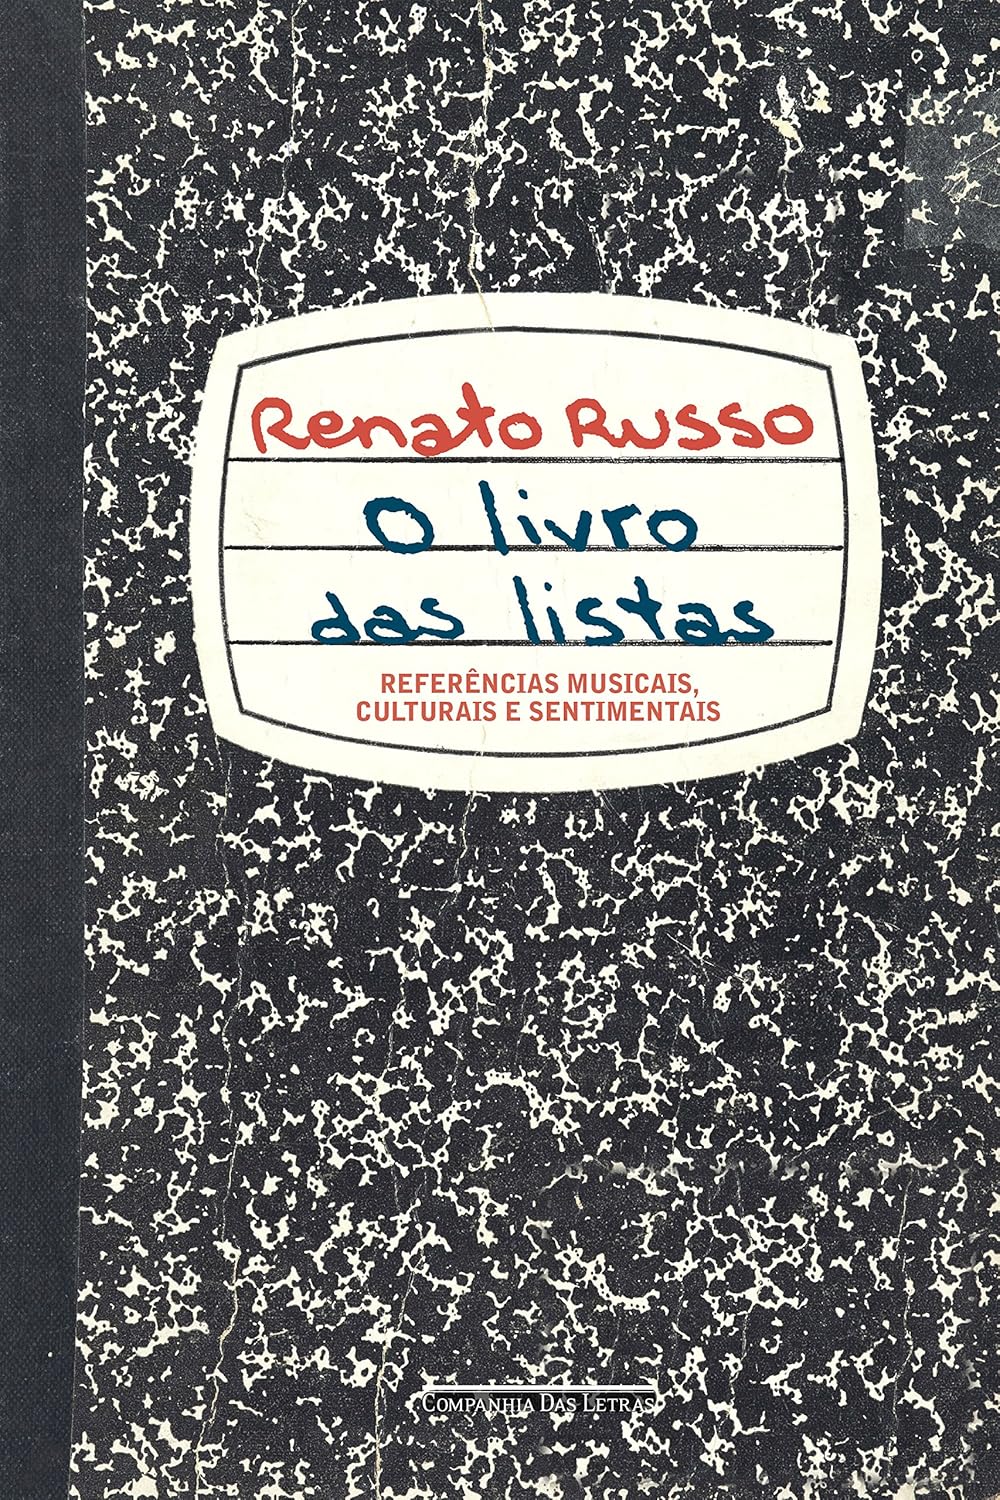 Renato Russo
O livro
das listas
REFERÊNCIAS MUSICAIS,
CULTURAIS E SENTIMENTAIS
COMPANHIA DAS LETRAS